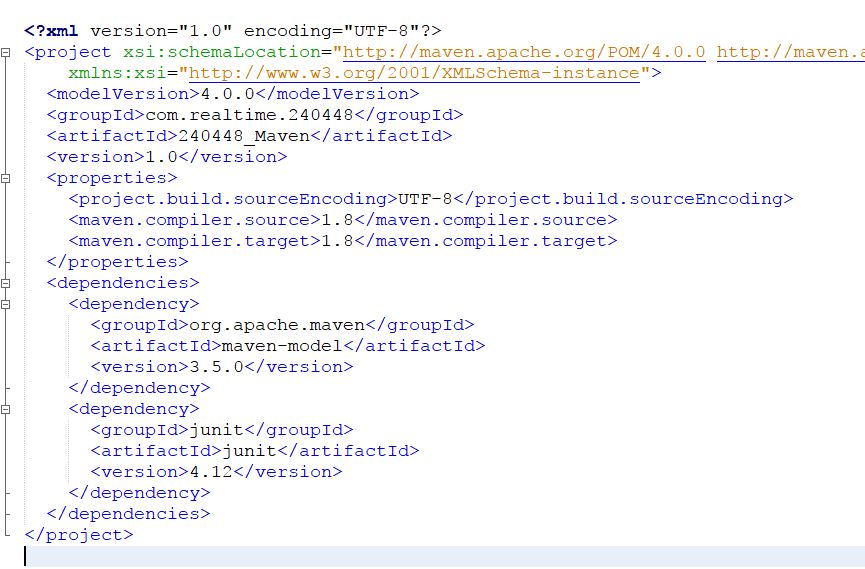 <?xml version="1.0" encoding="UTF-8"?>
<project xsi:schemaLocation="http://maven.apache.org/POM/4.0.0 http://maven.a
xmlns:xsi="http://www.w3.org/2001/XMLSchema-instance">
<modelVersion>4.0.0</modelVersion>
<groupId>com.realtime.240448</groupId>
<artifactId>240448_Maven</artifactId>
<version>1.0</version>
<properties>
<project.build.sourceEncoding>UTF-8</project.build.sourceEncoding>
<maven.compiler.source>1.8</maven.compiler.source>
<maven.compiler.target>1.8</maven.compiler.target>
</properties>
<dependencies>
<dependency>
<groupId>org.apache.maven</groupId>
<artifactId>maven-model</artifactId>
<version>3.5.0</version>
</dependency>
<dependency>
<groupId>junit</groupId>
<artifactId>junit</artifactId>
<version>4.12</version>
</dependency>
</dependencies>
</project>